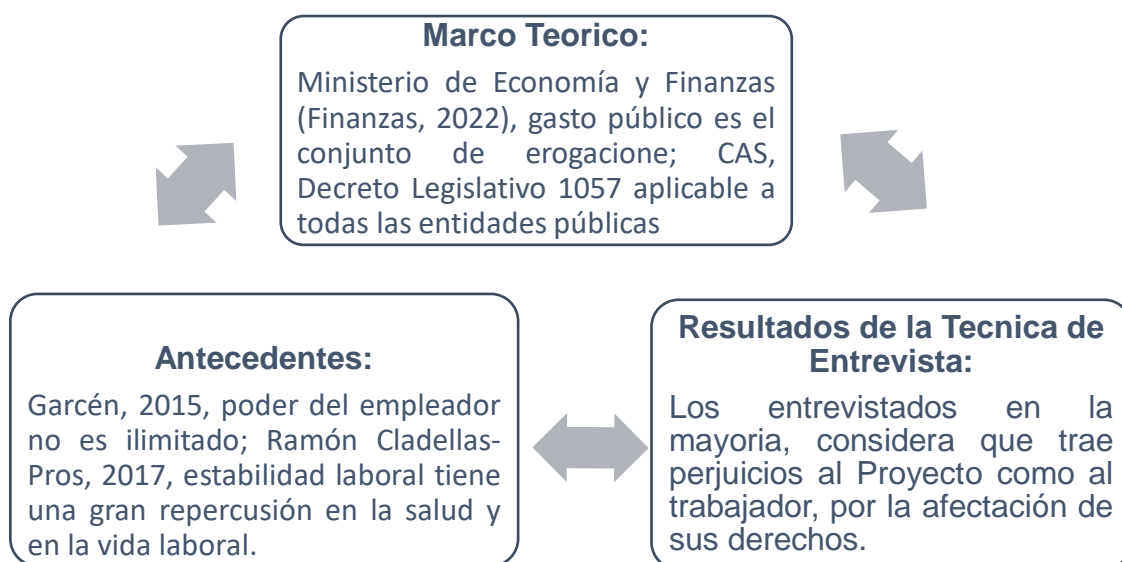 Marco Teorico:
Ministerio de Economía y Finanzas
(Finanzas, 2022), gasto público es el
conjunto de erogacione; CAS,
Decreto Legislativo 1057 aplicable a
todas las entidades públicas
Antecedentes:
Garcén, 2015, poder del empleador
no es ilimitado; Ramón Cladellas-
Pros, 2017, estabilidad laboral tiene
una gran repercusión en la salud y
en la vida laboral.
Resultados de la Tecnica de
Entrevista:
Los entrevistados en la
mayoria, considera que trae
perjuicios al Proyecto como al
trabajador, por la afectación de
sus derechos.